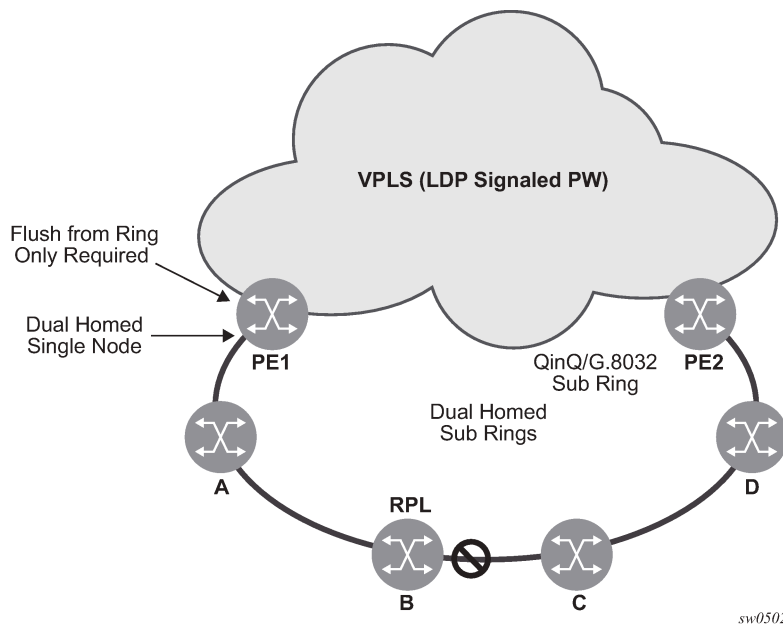 VPLS (LDP Signaled PW)
Flush from Ring
Only Required
Dual Homed
Single Node
PE1
QinQ/G.8032
Sub Ring
PE2
Dual Homed
Sub Rings
A
D
RPL
B
C